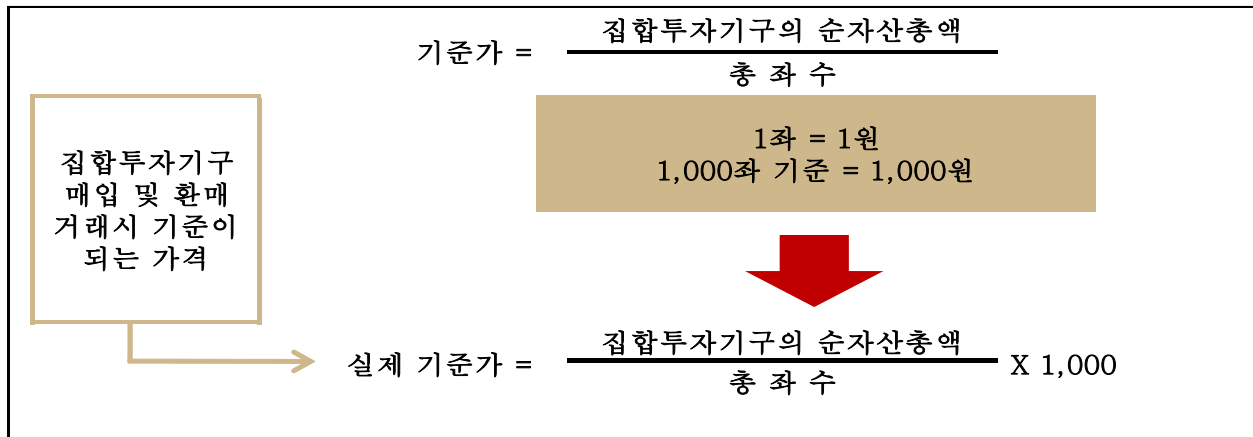 집합투자기구의 순자산총액
기준가 =
총 좌 수
1좌 = 1원
1,000좌 기준 = 1,000원
집합투자기구
매입 및 환매
거래시 기준이
되는 가격
집합투자기구의 순자산총액
실제 기준가 =
X 1,000
총 좌 수